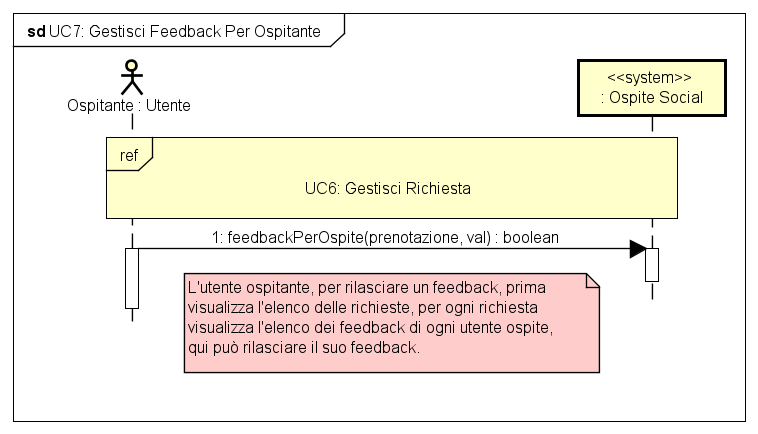 sd UC7: Gestisci Feedback Per Ospitante
Ospitante : Utente
<<system>>
: Ospite Social
ref
UC6: Gestisci Richiesta
1: feedbackPerOspite(prenotazione, val) : boolean
L'utente ospitante, per rilasciare un feedback, prima
visualizza l'elenco delle richieste, per ogni richiesta
visualizza l'elenco dei feedback di ogni utente ospite,
qui può rilasciare il suo feedback.